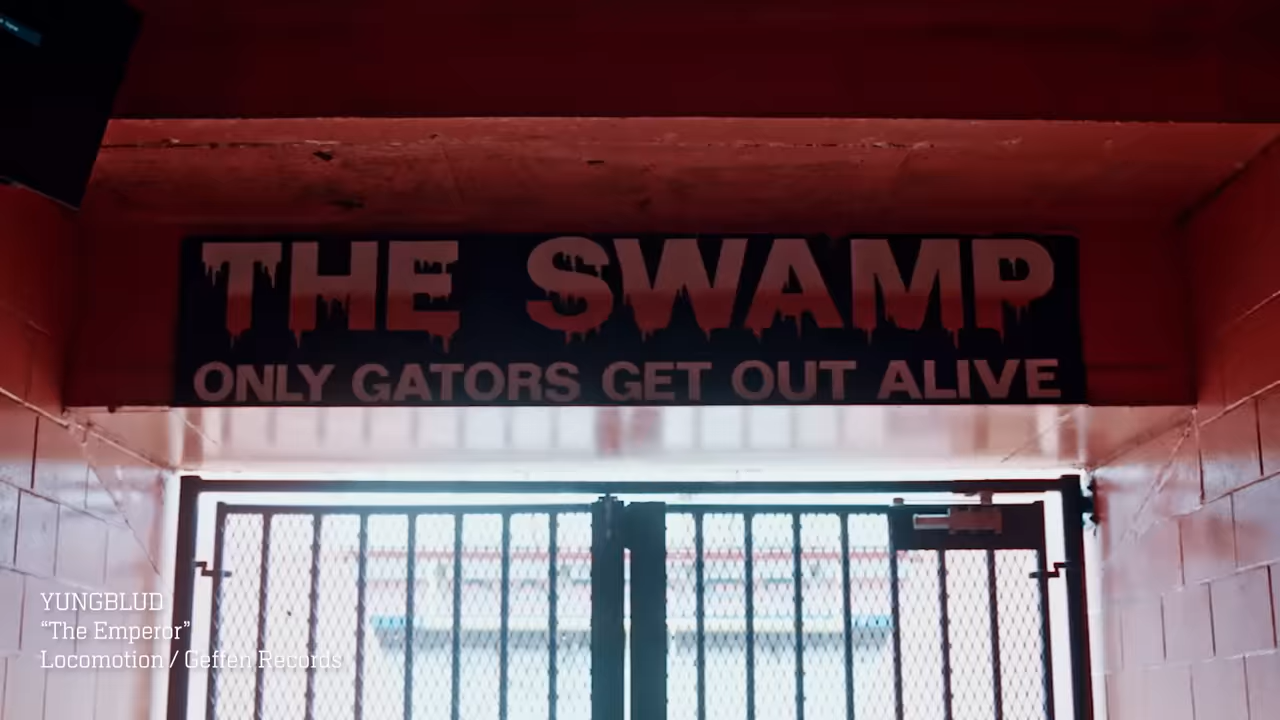 THE SWAMP
ONLY GATORS GET OUT ALIVE
YUNGBLUD
“The Emperor”
Locomotion / Geffen Records